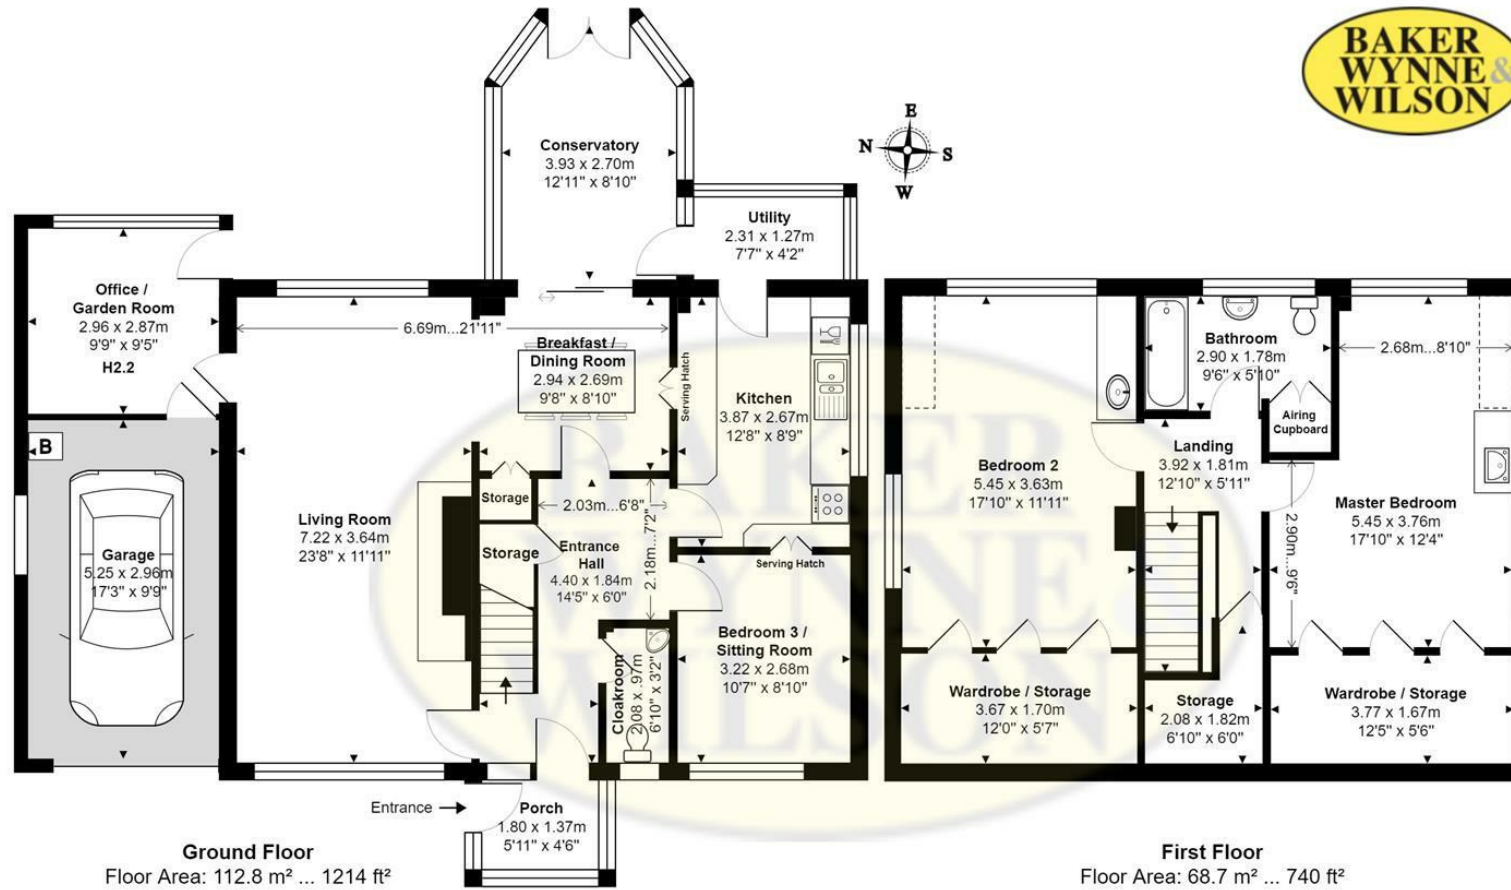 BAKER
WYNNE &
WILSON
E
N
S
W
Conservatory
3.93 x 2.70m
12'11" x 8'10"
Utility
2.31 x 1.27m
7'7" x 4'2"
Office /
Garden Room
2.96 x 2.87m
9'9" x 9'5"
H2.2
6.69m...21'11"
Breakfast /
Dining Room
2.94 x 2.69m
9'8" x 8'10"
Serving Hatch
Kitchen
3.87 x 2.67m
12'8" x 8'9"
B
Garage
5.25 x 2.96m
17'3" x 9'9"
Living Room
7.22 x 3.64m
23'8" x 11'11"
Storage
2.03m...6'8"
Storage
Entrance
Hall
4.40 x 1.84m
14'5" x 6'0"
2.18m...7'2"
Serving Hatch
Bedroom 3 /
Sitting Room
3.22 x 2.68m
10'7" x 8'10"
Cloakroom
2.08 x .97m
6'10" x 3'2"
Entrance
Porch
1.80 x 1.37m
5'11" x 4'6"
Ground Floor
Floor Area: 112.8 m² ... 1214 ft²
Bathroom
2.90 x 1.78m
9'6" x 5'10"
2.68m...8'10"
Airing
Cupboard
Landing
3.92 x 1.81m
12'10" x 5'11"
Bedroom 2
5.45 x 3.63m
17'10" x 11'11"
Master Bedroom
5.45 x 3.76m
17'10" x 12'4"
2.90m...9'6"
Wardrobe / Storage
3.67 x 1.70m
12'0" x 5'7"
Storage
2.08 x 1.82m
6'10" x 6'0"
Wardrobe / Storage
3.77 x 1.67m
12'5" x 5'6"
First Floor
Floor Area: 68.7 m² ... 740 ft²
BAKER
WYNNE &
WILSON